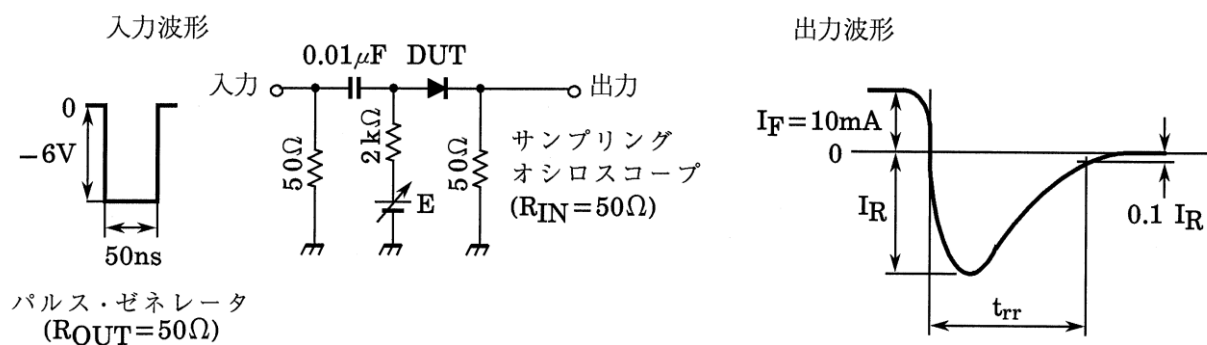 入力波形
0
−6V
50ns
パルス・ゼネレータ
(ROUT=50Ω)
0.01μF DUT
入力
出力
50Ω
2kΩ
E
50Ω
サンプリング
オシロスコープ
(RIN=50Ω)
出力波形
IF=10mA
0
IR
0.1 IR
trr